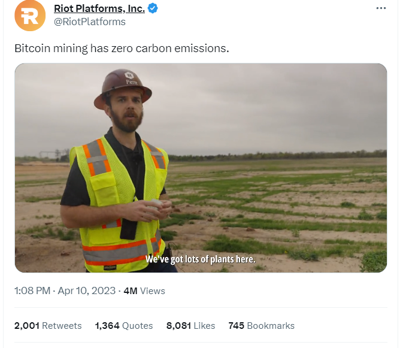 Riot Platforms, Inc.
@RiotPlatforms
Bitcoin mining has zero carbon emissions.
We've got lots of plants here.
1:08 PM · Apr 10, 2023 · 4M Views
2,001 Retweets 1,364 Quotes 8,081 Likes 745 Bookmarks